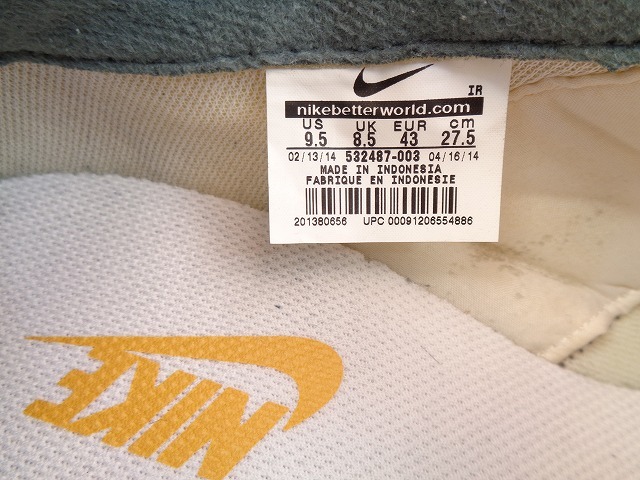 IR
nikebetterworld.com
US UK EUR cm
9.5 8.5 43 27.5
02/13/14 532487-003 04/16/14
MADE IN INDONESIA
FABRIQUE EN INDONESIE
201380656 UPC 00091206554886
NIKE